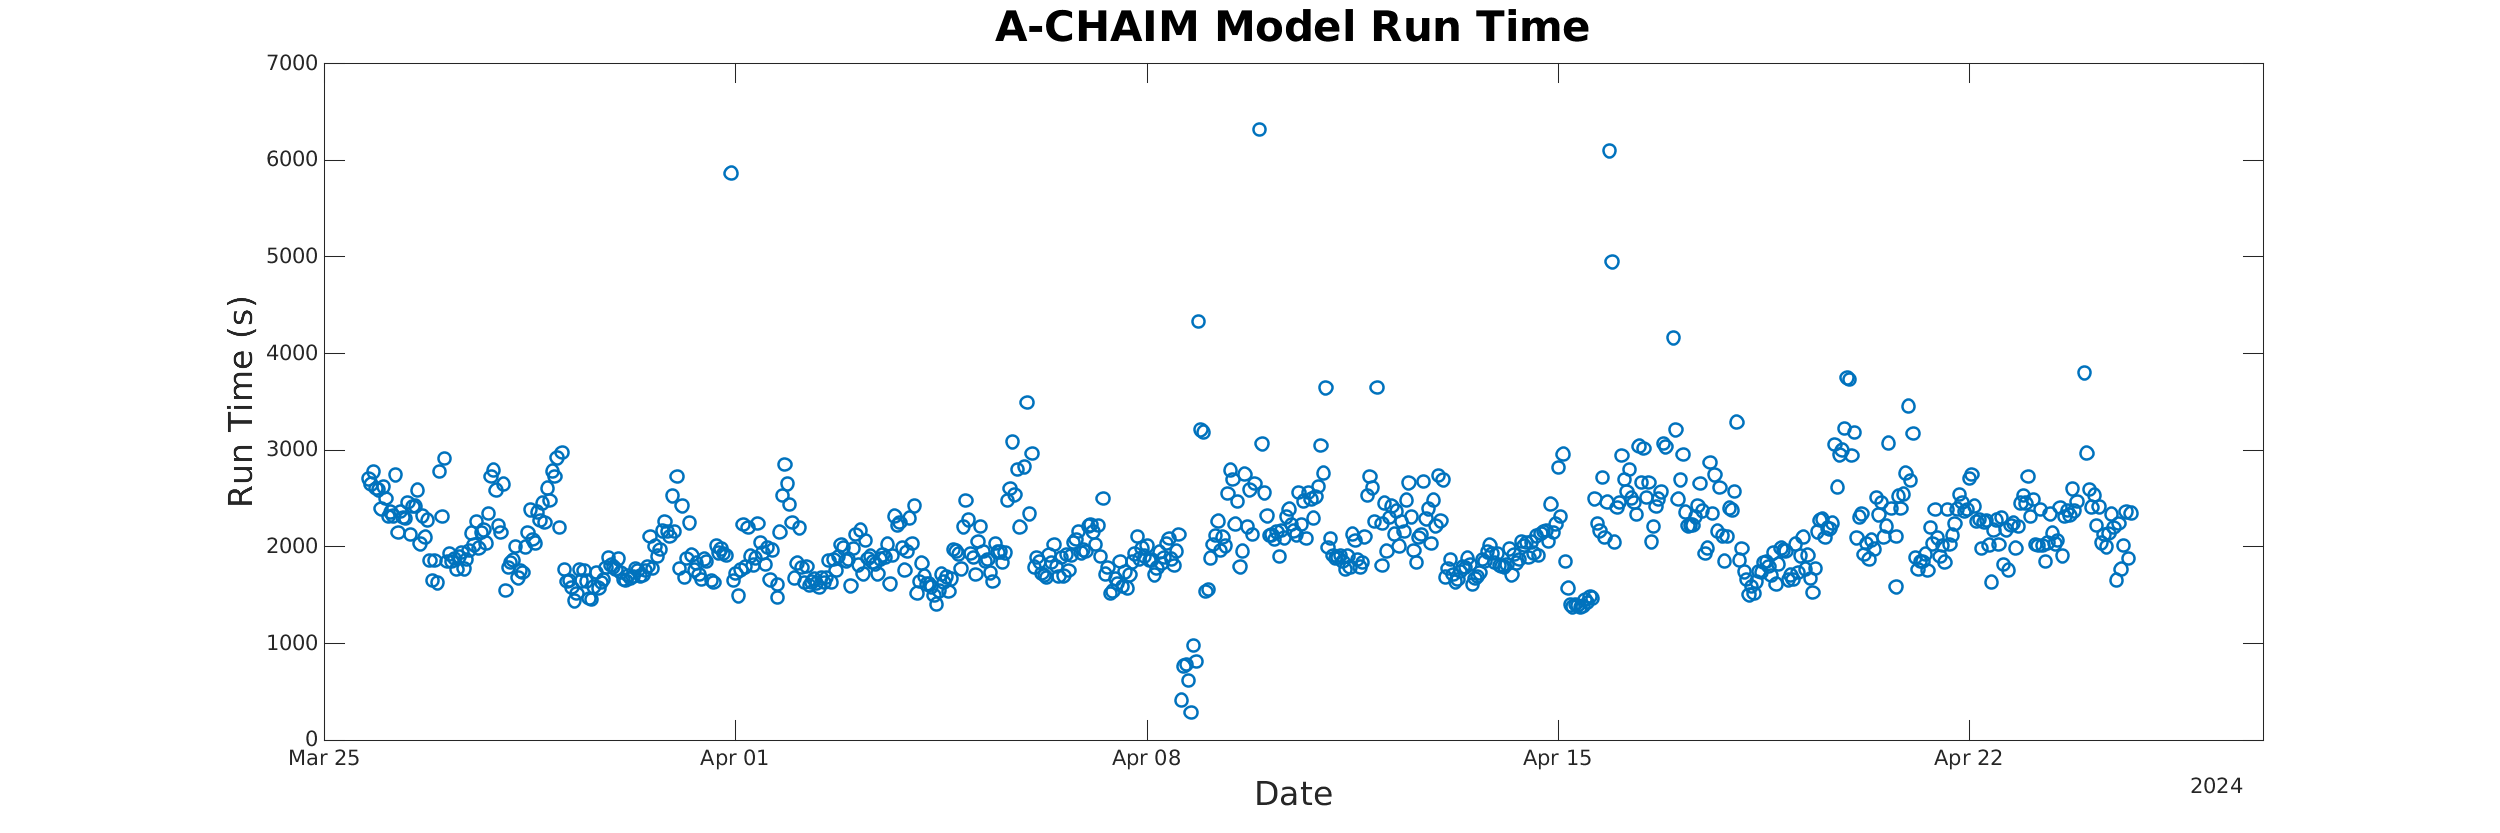 A-CHAIM Model Run Time
7000
6000
5000
4000
3000
2000
1000
0
Run Time (s)
Mar 25
Apr 01
Apr 08
Apr 15
Apr 22
2024
Date